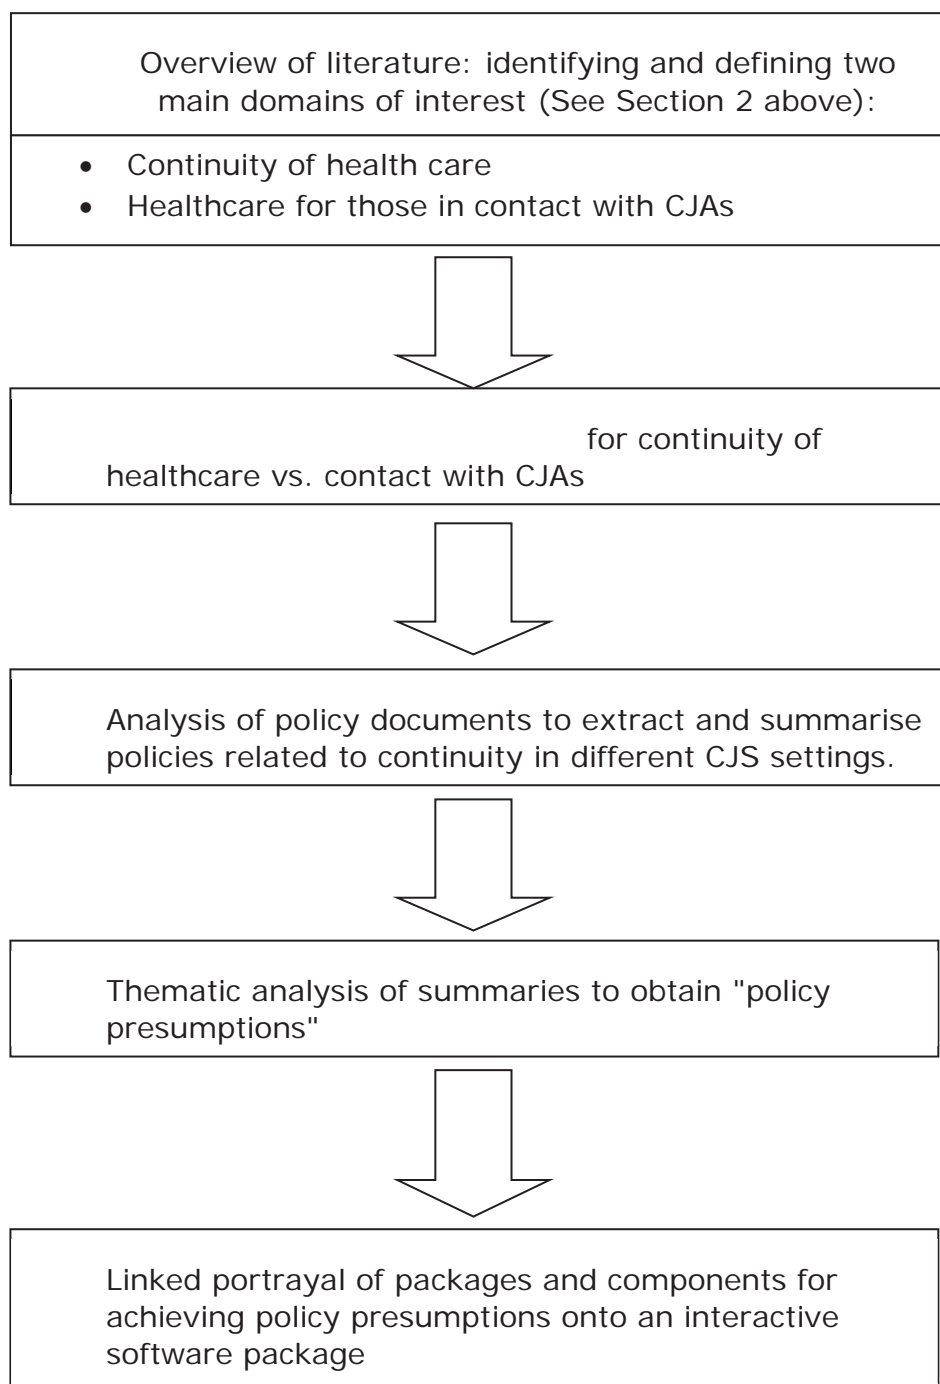 Overview of literature: identifying and defining two
main domains of interest (See Section 2 above):
• Continuity of health care
• Healthcare for those in contact with CJAs
for continuity of
healthcare vs. contact with CJAs
Analysis of policy documents to extract and summarise
policies related to continuity in different CJS settings.
Thematic analysis of summaries to obtain "policy
presumptions"
Linked portrayal of packages and components for
achieving policy presumptions onto an interactive
software package